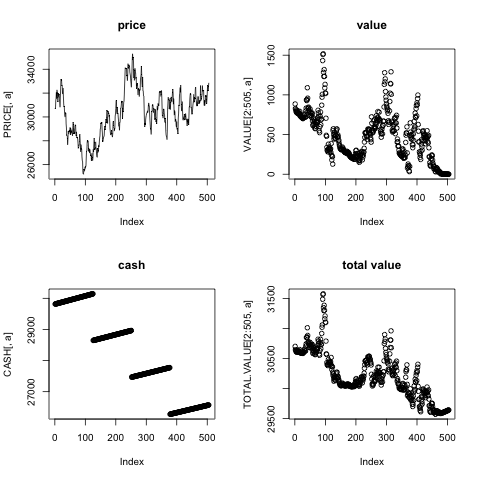 price
PRICE[, a]
26000 30000 34000
0 100 200 300 400 500
Index
value
VALUE[2:505, a]
0 500 1000 1500
0 100 200 300 400 500
Index
cash
CASH[, a]
27000 29000
0 100 200 300 400 500
Index
total value
TOTAL.VALUE[2:505, a]
29500 30500 31500
0 100 200 300 400 500
Index